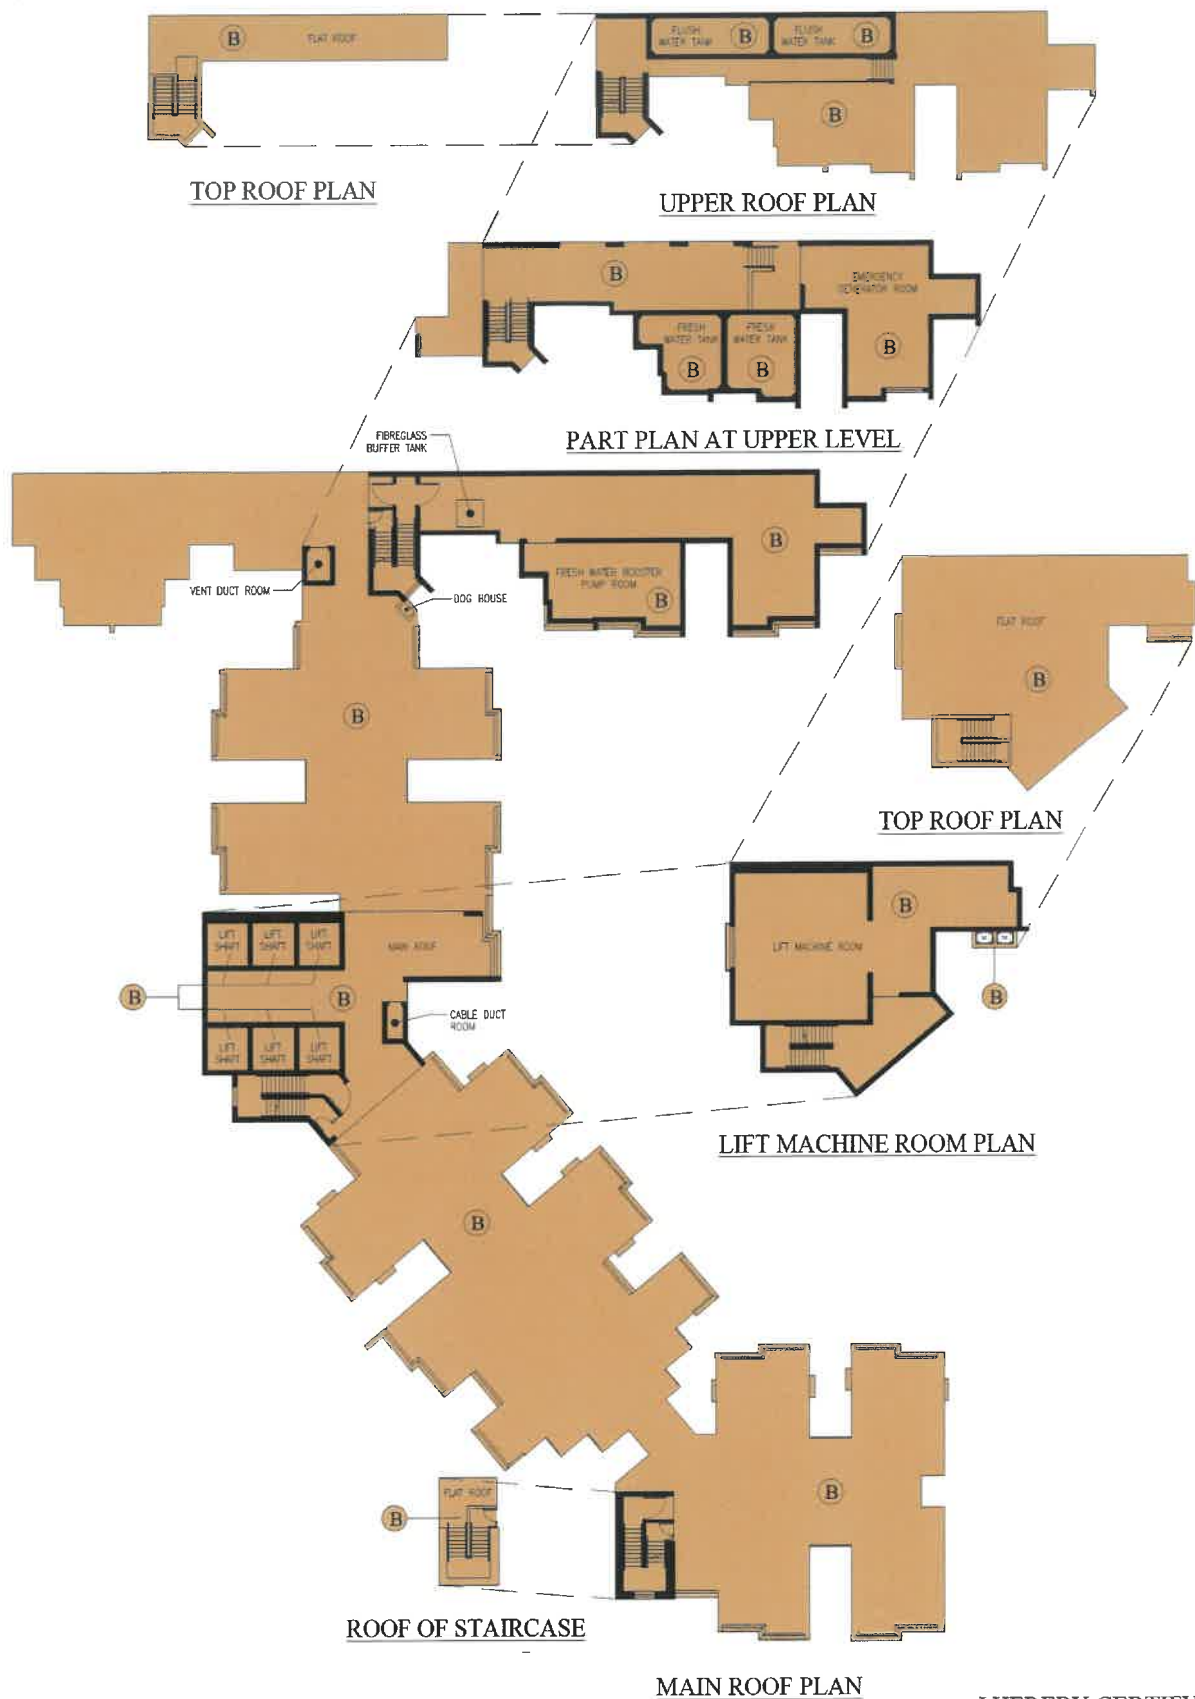 B
FLAT ROOF
FLUSH
WATER TANK
B
FLUSH
WATER TANK
B
B
TOP ROOF PLAN
UPPER ROOF PLAN
B
EMERGENCY
GENERATOR ROOM
FRESH
WATER TANK
B
FRESH
WATER TANK
B
B
PART PLAN AT UPPER LEVEL
FIBREGLASS
BUFFER TANK
B
VENT DUCT ROOM
FRESH WATER BOOSTER
PUMP ROOM
B
DOG HOUSE
FLAT ROOF
B
B
TOP ROOF PLAN
LIFT
SHAFT
LIFT
SHAFT
LIFT
SHAFT
MAIN ROOF
B
LIFT MACHINE ROOM
B
B
B
CABLE DUCT
ROOM
LIFT
SHAFT
LIFT
SHAFT
LIFT
SHAFT
LIFT MACHINE ROOM PLAN
B
B
FLAT ROOF
B
ROOF OF STAIRCASE
MAIN ROOF PLAN